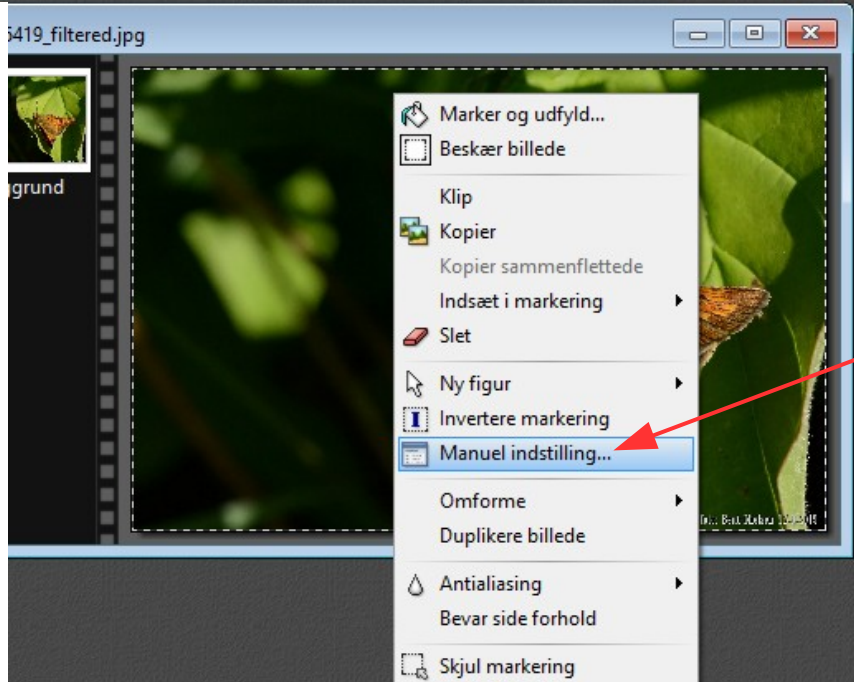 5419_filtered.jpg
ggrund
Marker og udfyld...
Beskær billede
Klip
Kopier
Kopier sammenflettede
Indsæt i markering
Slet
Ny figur
Invertere markering
Manuel indstilling...
Omforme
Duplikere billede
Antialiasing
Bevar side forhold
Skjul markering